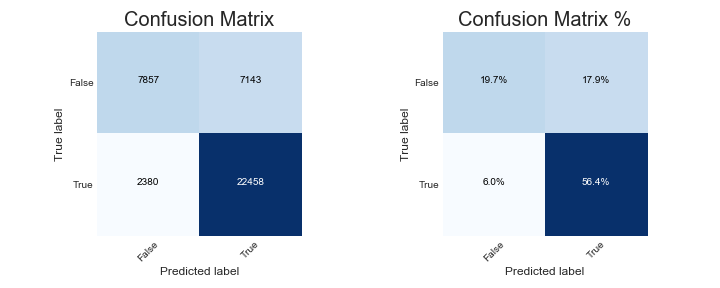 Confusion Matrix
False
7857
7143
True label
True
2380
22458
False
True
Predicted label
Confusion Matrix %
False
19.7%
17.9%
True label
True
6.0%
56.4%
False
True
Predicted label